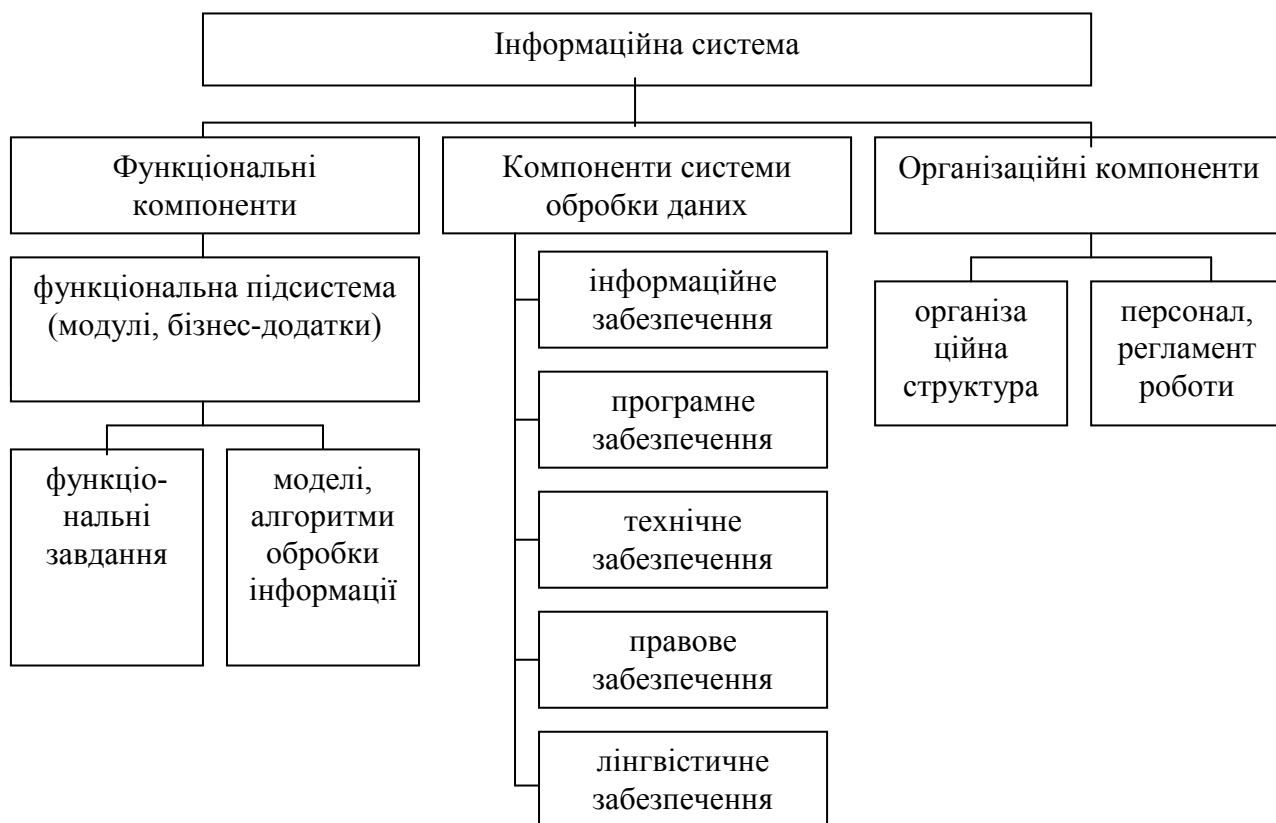 Інформаційна система
Функціональні
компоненти
Компоненти системи
обробки даних
Організаційні компоненти
функціональна підсистема
(модулі, бізнес-додатки)
функціо-
нальні
завдання
моделі,
алгоритми
обробки
інформації
інформаційне
забезпечення
програмне
забезпечення
технічне
забезпечення
правове
забезпечення
лінгвістичне
забезпечення
організа
ційна
структура
персонал,
регламент
роботи